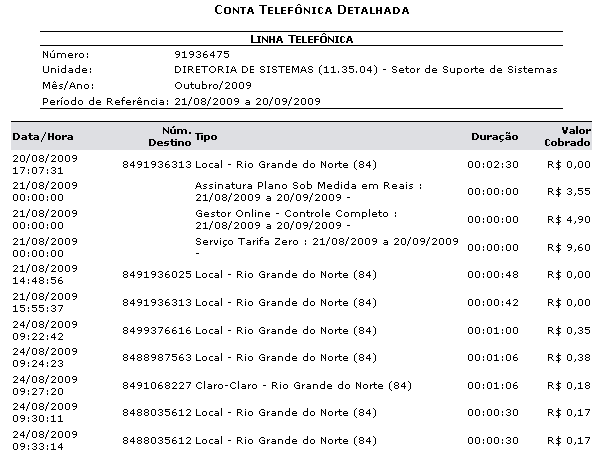 CONTA TELEFÔNICA DETALHADA
LINHA TELEFÔNICA
Número: 91936475
Unidade: DIRETORIA DE SISTEMAS (11.35.04) - Setor de Suporte de Sistemas
Mês/Ano: Outubro/2009
Período de Referência: 21/08/2009 a 20/09/2009
Data/Hora Núm. Destino Tipo Duração Valor Cobrado
20/08/2009 17:07:31 8491936313 Local - Rio Grande do Norte (84) 00:02:30 R$ 0,00
21/08/2009 00:00:00 Assinatura Plano Sob Medida em Reais : 21/08/2009 a 20/09/2009 - 00:00:00 R$ 3,55
21/08/2009 00:00:00 Gestor Online - Controle Completo : 21/08/2009 a 20/09/2009 - 00:00:00 R$ 4,90
21/08/2009 00:00:00 Serviço Tarifa Zero : 21/08/2009 a 20/09/2009 - 00:00:00 R$ 9,60
21/08/2009 14:48:56 8491936025 Local - Rio Grande do Norte (84) 00:00:48 R$ 0,00
21/08/2009 15:55:37 8491936313 Local - Rio Grande do Norte (84) 00:00:42 R$ 0,00
24/08/2009 09:22:42 8499376616 Local - Rio Grande do Norte (84) 00:01:00 R$ 0,35
24/08/2009 09:24:23 8488987563 Local - Rio Grande do Norte (84) 00:01:06 R$ 0,38
24/08/2009 09:27:20 8491068227 Claro-Claro - Rio Grande do Norte (84) 00:01:06 R$ 0,18
24/08/2009 09:30:11 8488035612 Local - Rio Grande do Norte (84) 00:00:30 R$ 0,17
24/08/2009 09:33:14 8488035612 Local - Rio Grande do Norte (84) 00:00:30 R$ 0,17